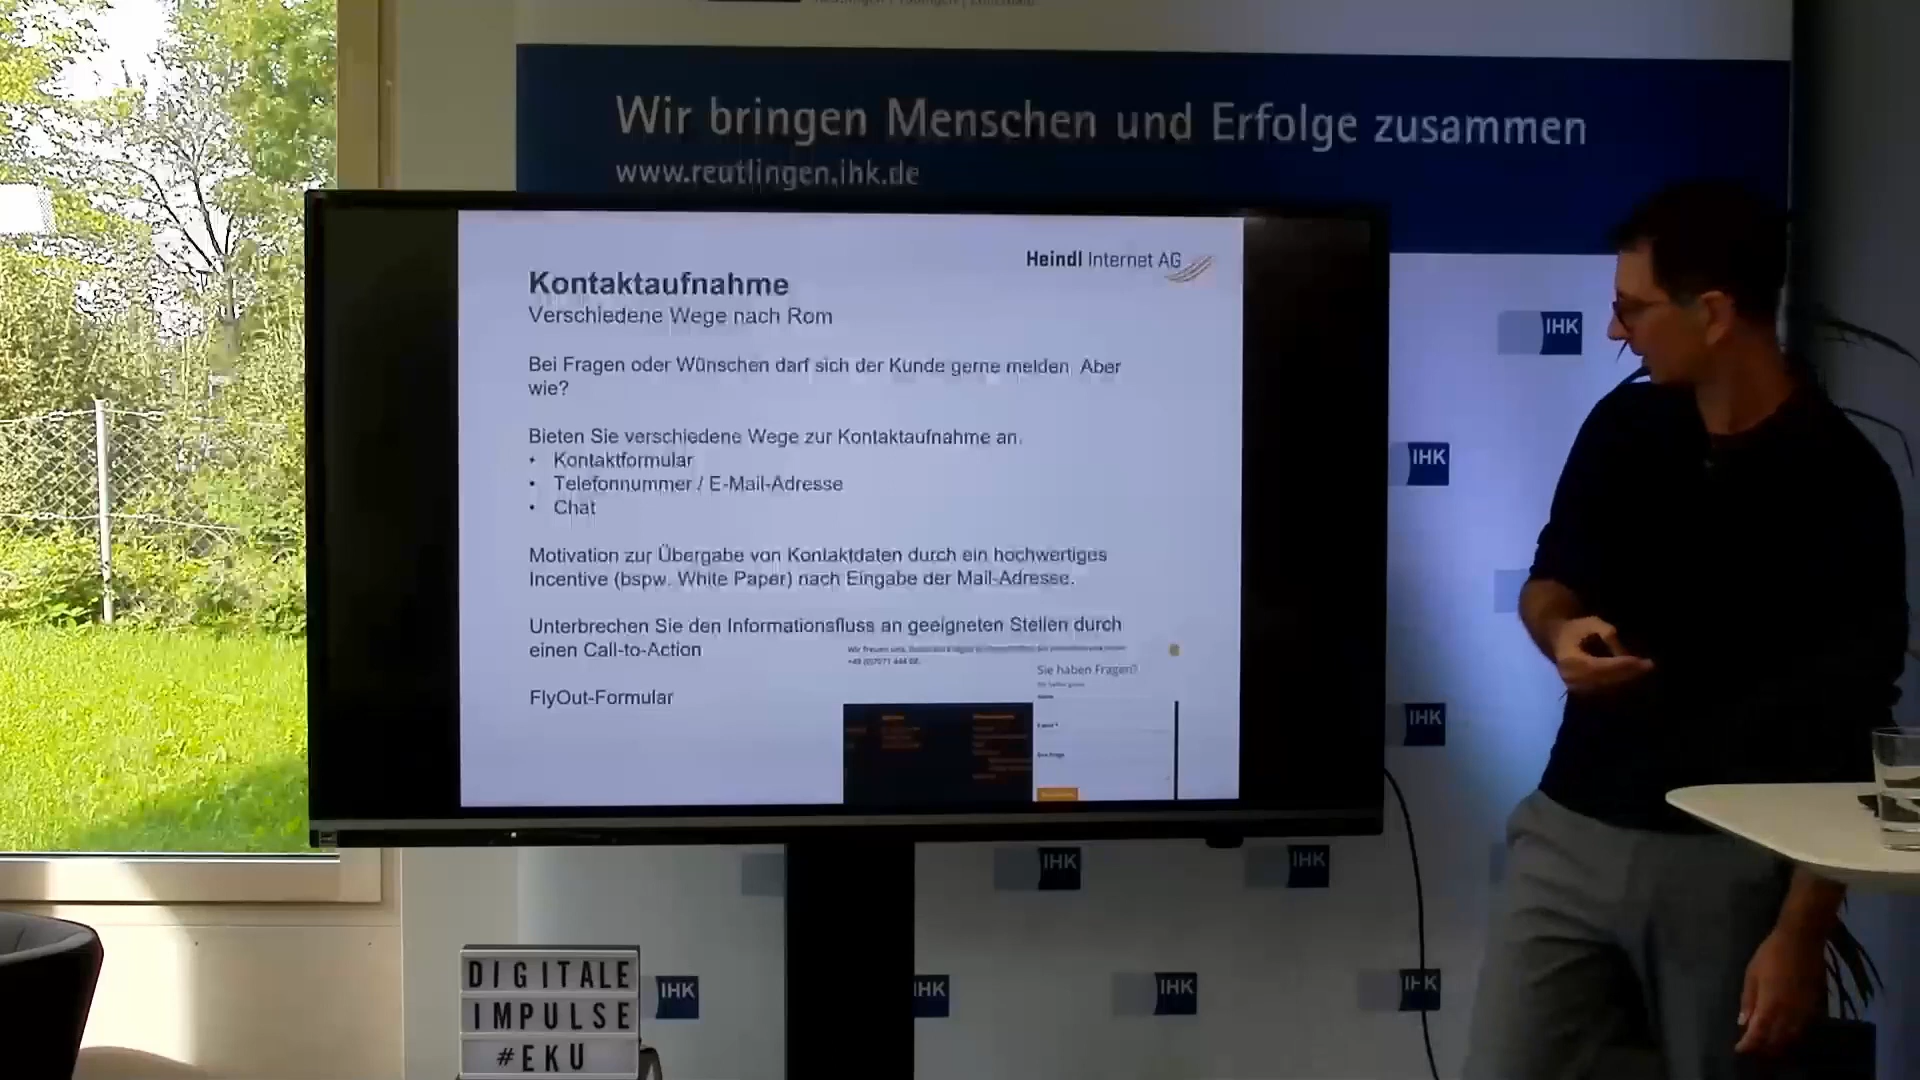 Wir bringen Menschen und Erfolge zusammen
www.reutlingen.ihk.de
Heindl Internet AG
Kontaktaufnahme
Verschiedene Wege nach Rom
Bei Fragen oder Wünschen darf sich der Kunde gerne melden. Aber
wie?
Bieten Sie verschiedene Wege zur Kontaktaufnahme an.
• Kontaktformular
• Telefonnummer / E-Mail-Adresse
• Chat
Motivation zur Übergabe von Kontaktdaten durch ein hochwertiges
Incentive (bspw. White Paper) nach Eingabe der Mail-Adresse.
Unterbrechen Sie den Informationsfluss an geeigneten Stellen durch
einen Call-to-Action
Sie haben Fragen?
FlyOut-Formular
IHK
IHK
IHK
IHK
IHK
IHK
IHK
IHK
IHK
DIGITALE
IMPULSE
#EKU